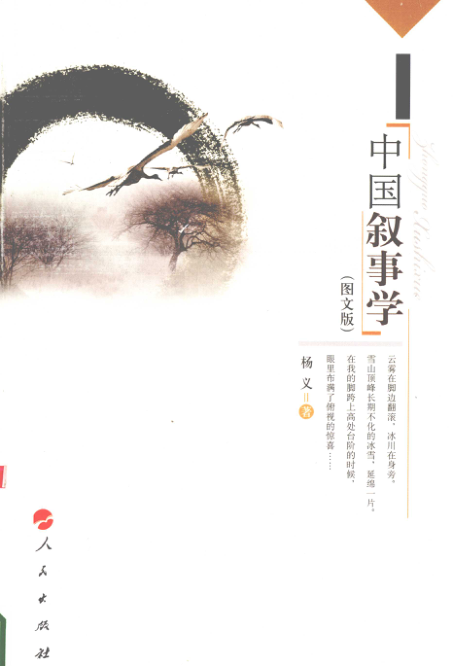 中国叙事学
(图文版)
杨义 著
云雾在脚边翻滚,冰川在身旁。
雪山顶峰长期不化的冰雪,延绵一片。
在我的脚跨上高处台阶的时候,
眼里布满了俯视的惊喜……
人民出版社